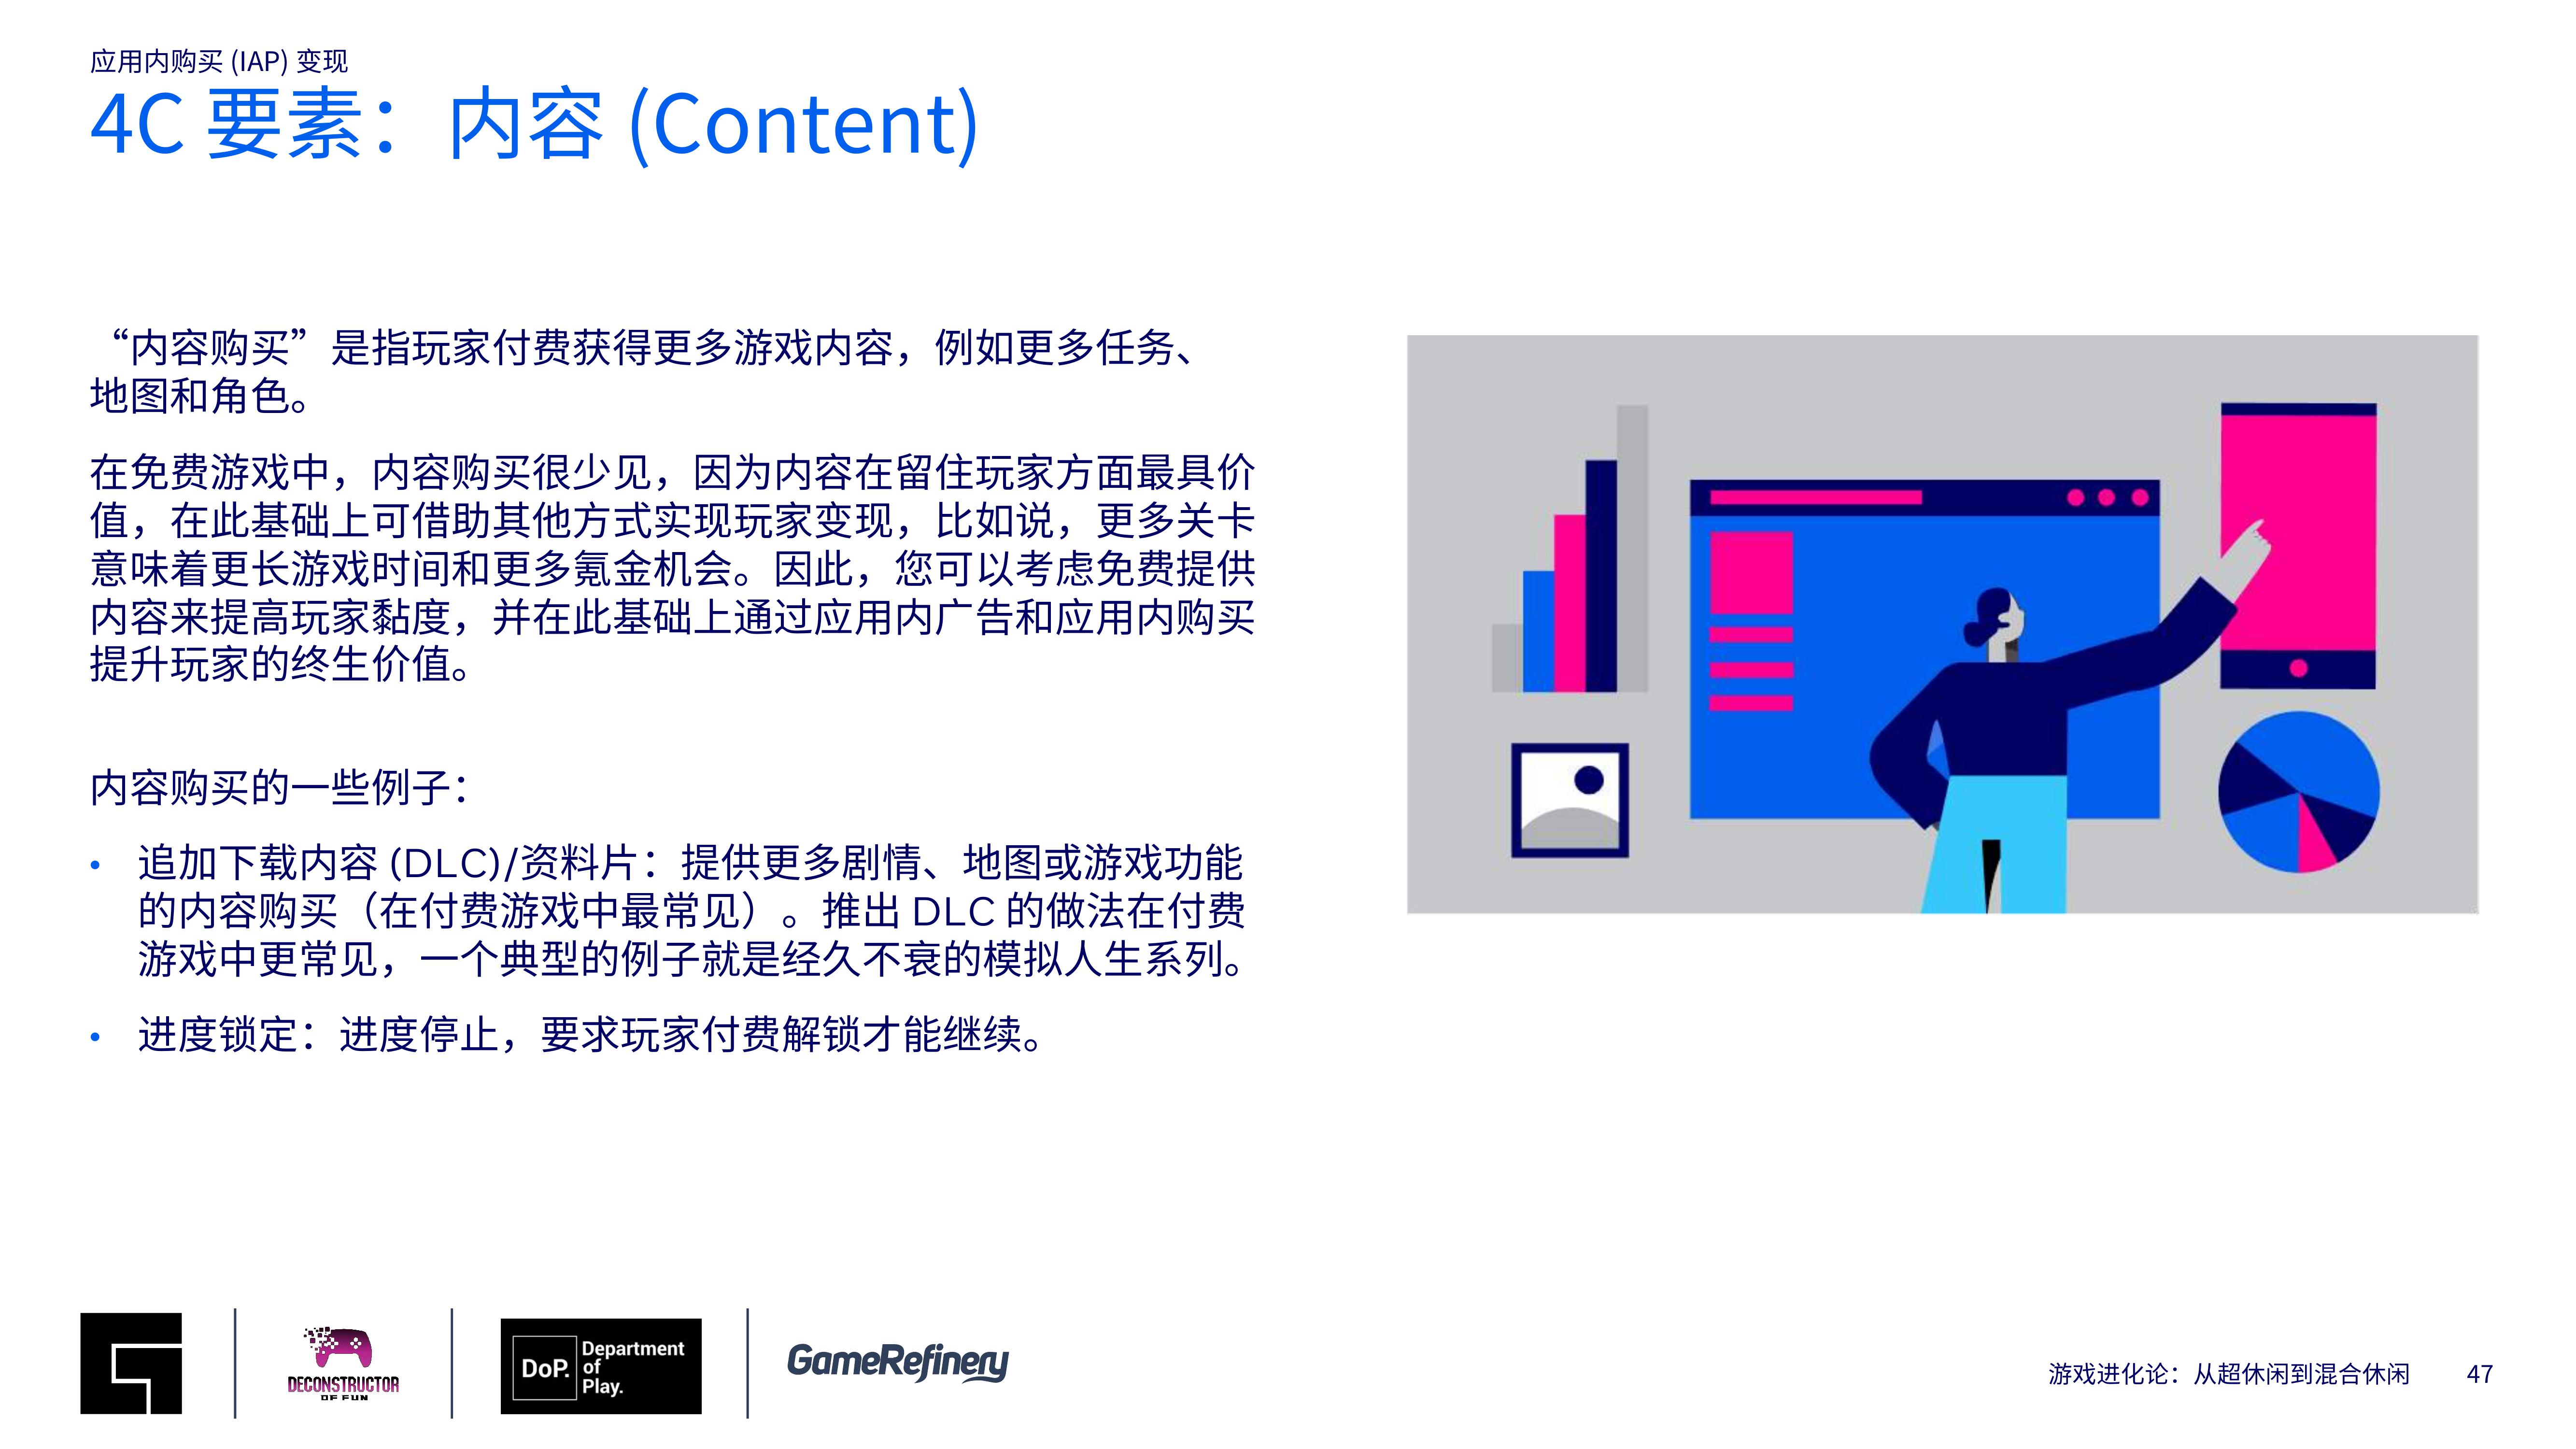 应用内购买 (IAP) 变现
4C 要素：内容 (Content)
“内容购买”是指玩家付费获得更多游戏内容，例如更多任务、
地图和角色。
在免费游戏中，内容购买很少见，因为内容在留住玩家方面最具价
值，在此基础上可借助其他方式实现玩家变现，比如说，更多关卡
意味着更长游戏时间和更多氪金机会。因此，您可以考虑免费提供
内容来提高玩家黏度，并在此基础上通过应用内广告和应用内购买
提升玩家的终生价值。
内容购买的一些例子：
• 追加下载内容 (DLC)/资料片：提供更多剧情、地图或游戏功能
的内容购买（在付费游戏中最常见）。推出 DLC 的做法在付费
游戏中更常见，一个典型的例子就是经久不衰的模拟人生系列。
• 进度锁定：进度停止，要求玩家付费解锁才能继续。
DECONSTRUCTOR
OF FUN
DoP.
Department
of
Play.
GameRefinery
游戏进化论：从超休闲到混合休闲 47